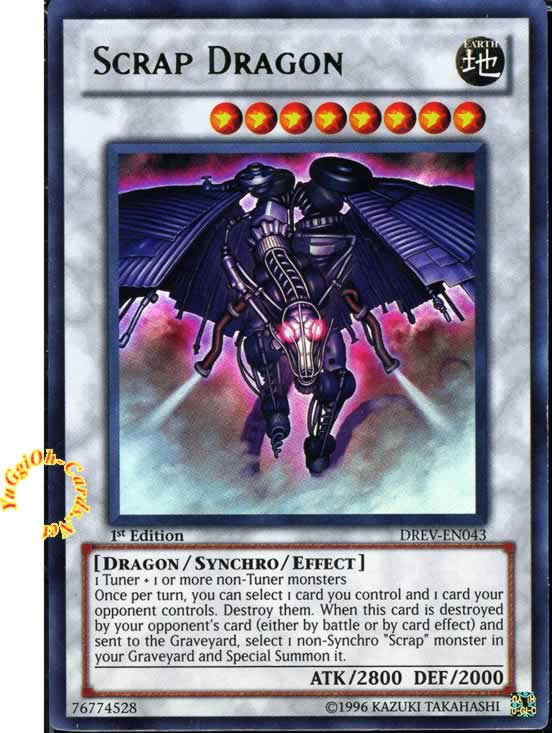 SCRAP DRAGON
EARTH
地
1st Edition
DREV-EN043
[DRAGON/SYNCHRO/EFFECT]
1 Tuner + 1 or more non-Tuner monsters
Once per turn, you can select 1 card you control and 1 card your
opponent controls. Destroy them. When this card is destroyed
by your opponent's card (either by battle or by card effect) and
sent to the Graveyard, select 1 non-Synchro "Scrap" monster in
your Graveyard and Special Summon it.
ATK/2800 DEF/2000
76774528
©1996 KAZUKI TAKAHASHI
YuGgiOh-Cards.Net